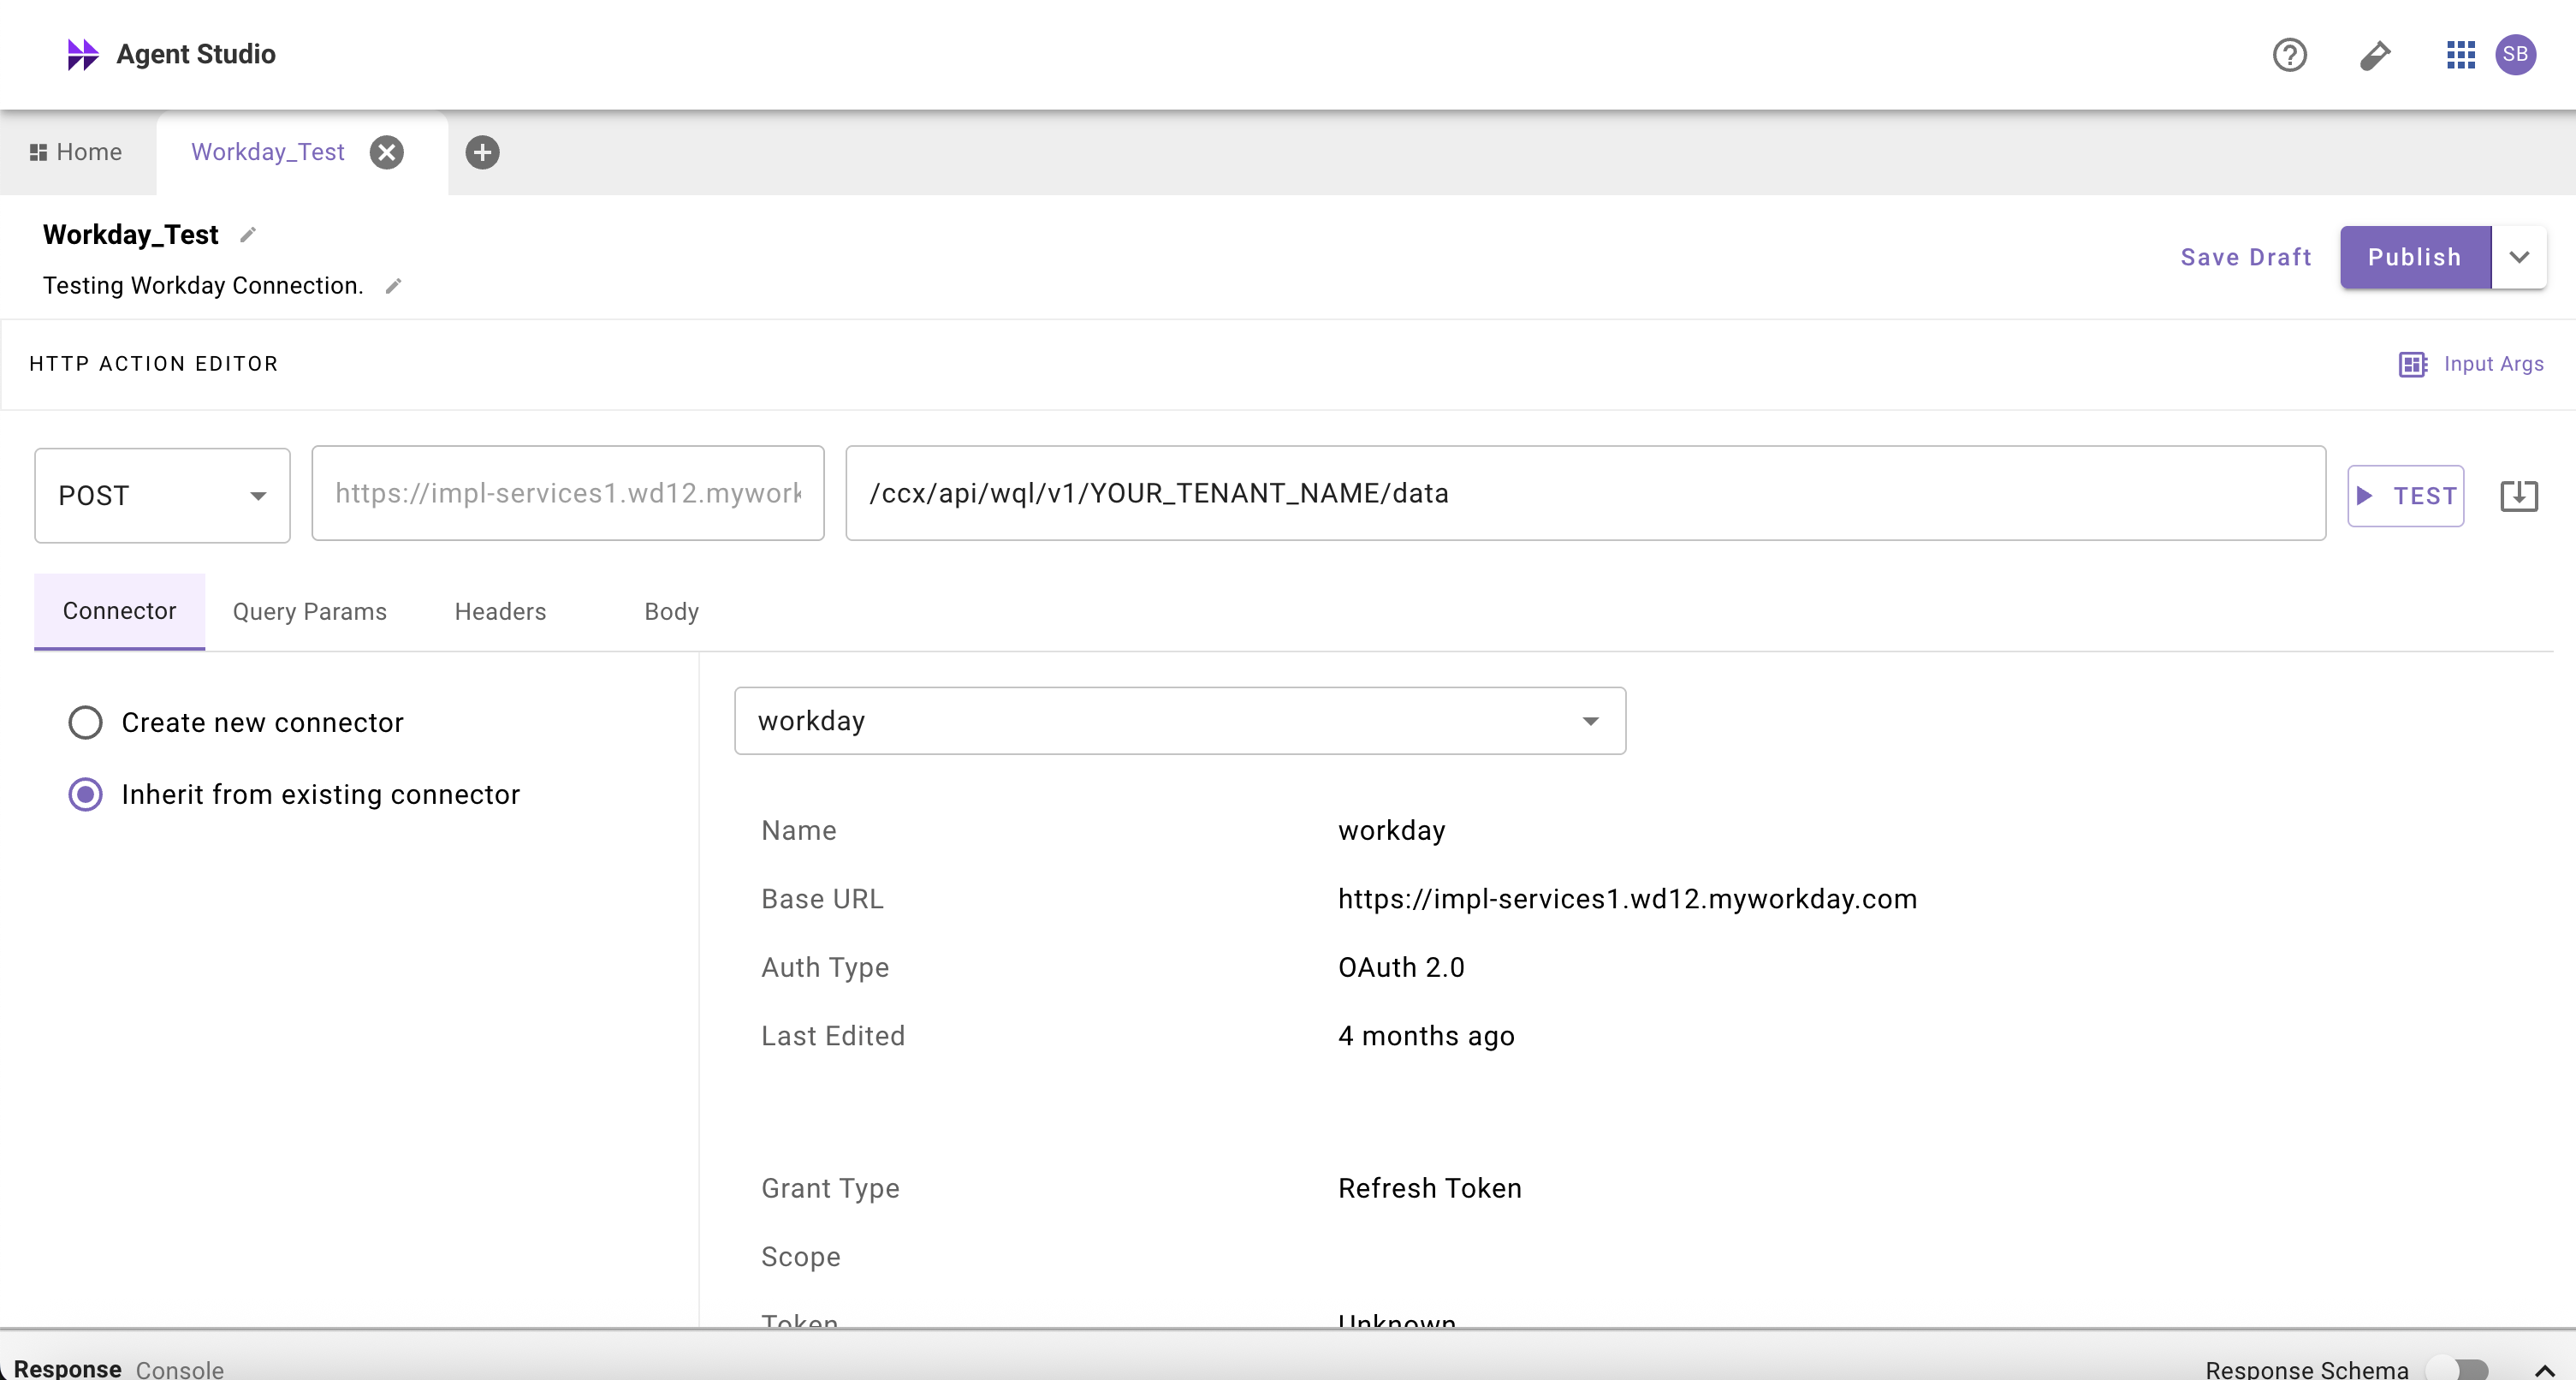 Agent Studio
SB
Home
Workday_Test
Workday_Test
Testing Workday Connection.
Save Draft
Publish
HTTP ACTION EDITOR
Input Args
POST
https://impl-services1.wd12.mywork
/ccx/api/wql/v1/YOUR_TENANT_NAME/data
TEST
Connector
Query Params
Headers
Body
Create new connector
Inherit from existing connector
workday
Name
workday
Base URL
https://impl-services1.wd12.myworkday.com
Auth Type
OAuth 2.0
Last Edited
4 months ago
Grant Type
Refresh Token
Scope
Token
Unknown
Response
Console
Response Schema